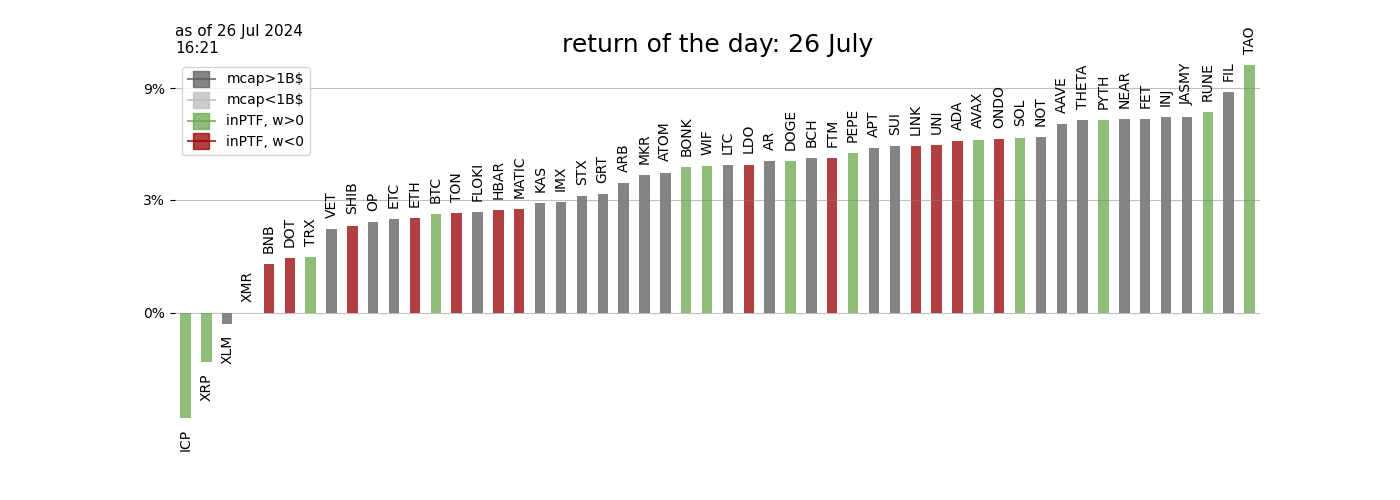 as of 26 Jul 2024
16:21
return of the day: 26 July
mcap>1B$
mcap<1B$
inPTF, w>0
inPTF, w<0
9%
3%
0%
ICP
XRP
XLM
XMR
BNB
DOT
TRX
VET
SHIB
OP
ETC
ETH
BTC
TON
FLOKI
HBAR
MATIC
KAS
IMX
STX
GRT
ARB
MKR
ATOM
BONK
WIF
LTC
LDO
AR
DOGE
BCH
FTM
PEPE
APT
SUI
LINK
UNI
ADA
AVAX
ONDO
SOL
NOT
AAVE
THETA
PYTH
NEAR
FET
INJ
JASMY
RUNE
FIL
TAO